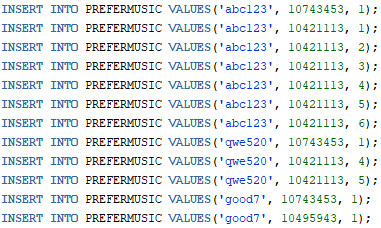 INSERT INTO PREFERMUSIC VALUES('abc123', 10743453, 1);
INSERT INTO PREFERMUSIC VALUES('abc123', 10421113, 1);
INSERT INTO PREFERMUSIC VALUES('abc123', 10421113, 2);
INSERT INTO PREFERMUSIC VALUES('abc123', 10421113, 3);
INSERT INTO PREFERMUSIC VALUES('abc123', 10421113, 4);
INSERT INTO PREFERMUSIC VALUES('abc123', 10421113, 5);
INSERT INTO PREFERMUSIC VALUES('abc123', 10421113, 6);
INSERT INTO PREFERMUSIC VALUES('qwe520', 10743453, 1);
INSERT INTO PREFERMUSIC VALUES('qwe520', 10421113, 4);
INSERT INTO PREFERMUSIC VALUES('qwe520', 10421113, 5);
INSERT INTO PREFERMUSIC VALUES('good7', 10743453, 1);
INSERT INTO PREFERMUSIC VALUES('good7', 10495943, 1);